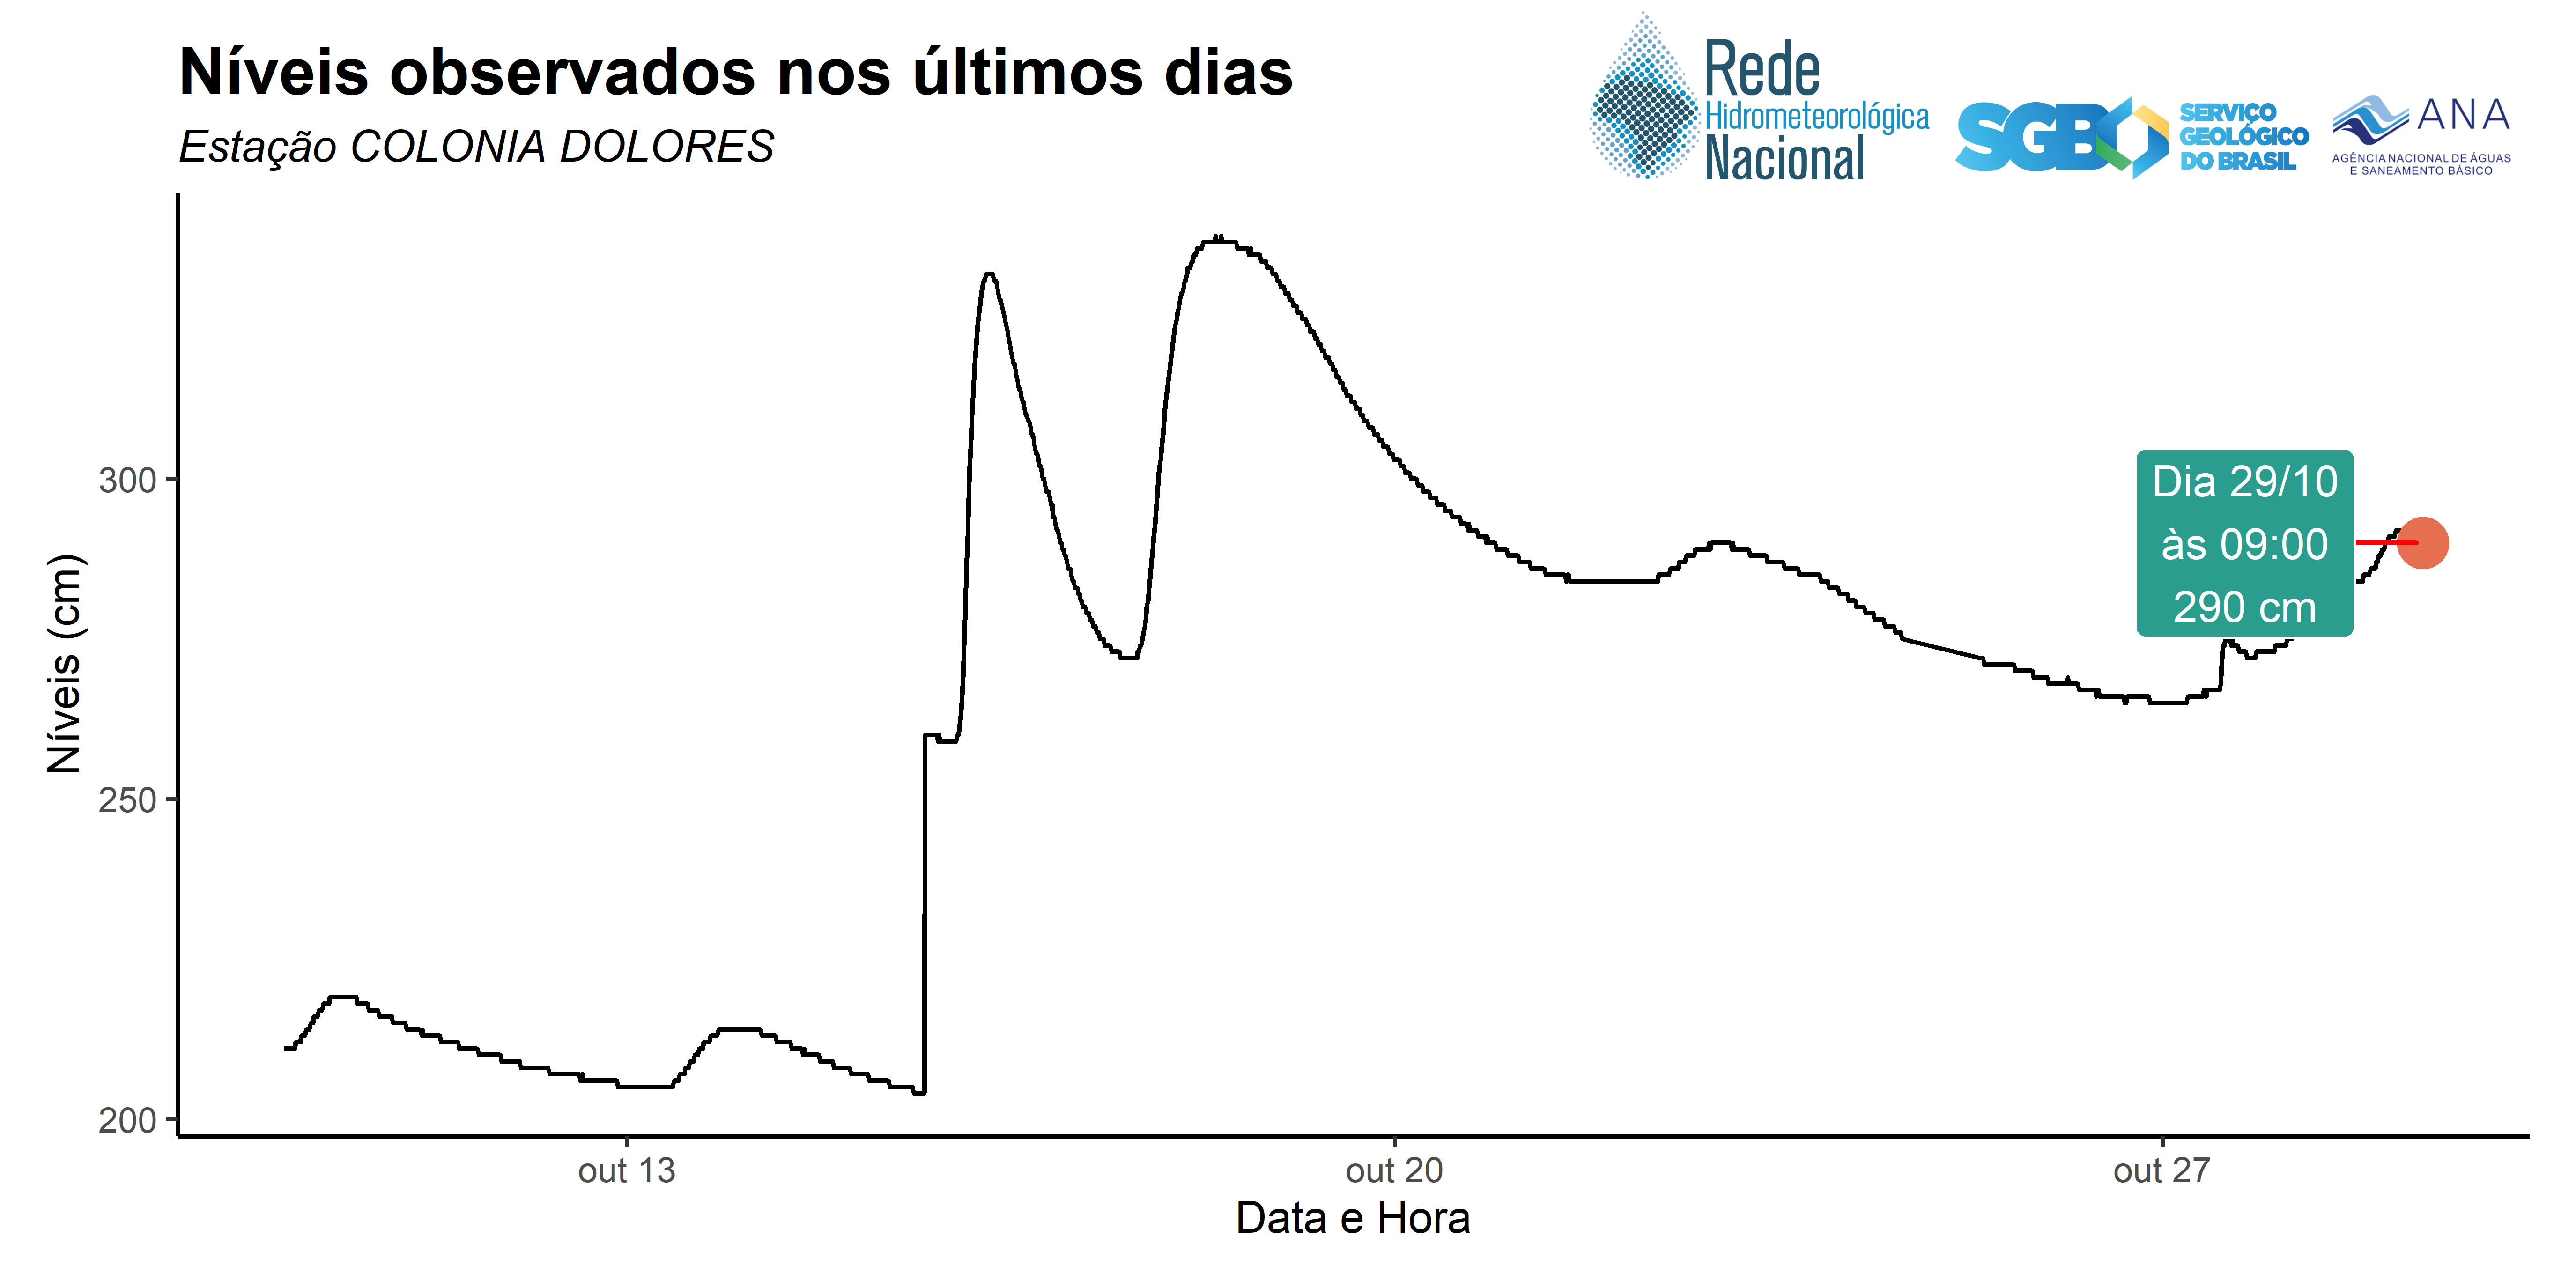 Níveis observados nos últimos dias
Estação COLONIA DOLORES
Rede
Hidrometeorológica
Nacional
SGB
SERVIÇO
GEOLÓGICO
DO BRASIL
ANA
AGÊNCIA NACIONAL DE ÁGUAS
E SANEAMENTO BÁSICO
Níveis (cm)
300
250
200
Dia 29/10
às 09:00
290 cm
out 13
out 20
out 27
Data e Hora